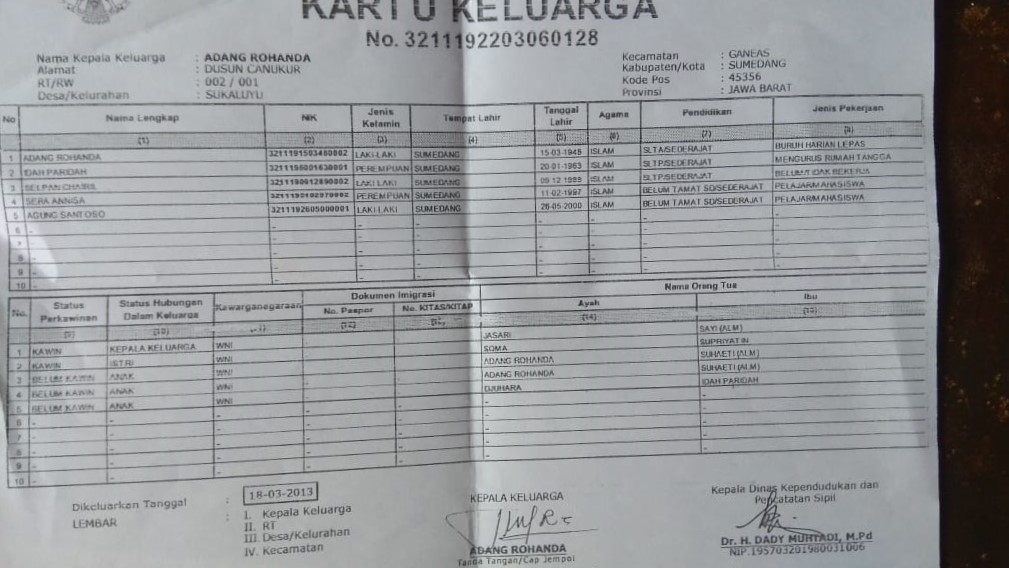 KARTU KELUARGA
No. 3211192203060128
Nama Kepala Keluarga : ADANG ROHANDA
Alamat : DUSUN CANUKUR
RT/RW : 002 / 001
Desa/Kelurahan : SUKALUYU
Kecamatan : GANEAS
Kabupaten/Kota : SUMEDANG
Kode Pos : 45356
Provinsi : JAWA BARAT
No Nama Lengkap NIK Jenis Kelamin Tempat Lahir Tanggal Lahir Agama Pendidikan Jenis Pekerjaan
(1) (2) (3) (4) (5) (6) (7) (8)
1 ADANG ROHANDA 3211191503480002 LAKI-LAKI SUMEDANG 15-03-1948 ISLAM SLTA/SEDERAJAT BURUH HARIAN LEPAS
2 IDAH PARIDAH PEREMPUAN SUMEDANG 20-01-1963 ISLAM SLTP/SEDERAJAT MENGURUS RUMAH TANGGA
3 LAKI-LAKI SUMEDANG ISLAM SLTP/SEDERAJAT BELUM/TIDAK BEKERJA
4 SERA ANNISA PEREMPUAN SUMEDANG 11-02-1997 ISLAM BELUM TAMAT SD/SEDERAJAT PELAJAR/MAHASISWA
5 AGUNG SANTOSO 3211192605000001 LAKI-LAKI SUMEDANG 26-05-2000 ISLAM BELUM TAMAT SD/SEDERAJAT PELAJAR/MAHASISWA
6 -
7 -
8 -
9 -
10 -
No. Status Perkawinan Status Hubungan Dalam Keluarga Kewarganegaraan Dokumen Imigrasi Nama Orang Tua
No. Paspor No. KITAS/KITAP Ayah Ibu
(9) (10) (12) (14) (15)
1 KAWIN KEPALA KELUARGA WNI JASARI SAYI (ALM)
2 KAWIN ISTRI WNI SOMA SUPRIYATIN
3 BELUM KAWIN ANAK WNI ADANG ROHANDA SUHAETI (ALM)
4 BELUM KAWIN ANAK WNI ADANG ROHANDA SUHAETI (ALM)
5 BELUM KAWIN ANAK WNI DJUHARA IDAH PARIDAH
6 -
7 -
8 -
9 -
10 -
Dikeluarkan Tanggal : 18-03-2013
LEMBAR : I. Kepala Keluarga
II. RT
III. Desa/Kelurahan
IV. Kecamatan
KEPALA KELUARGA
ADANG ROHANDA
Tanda Tangan/Cap Jempol
Kepala Dinas Kependudukan dan
Pencatatan Sipil
Dr. H. DADY MUHTADI, M.Pd
NIP.195703201980031006